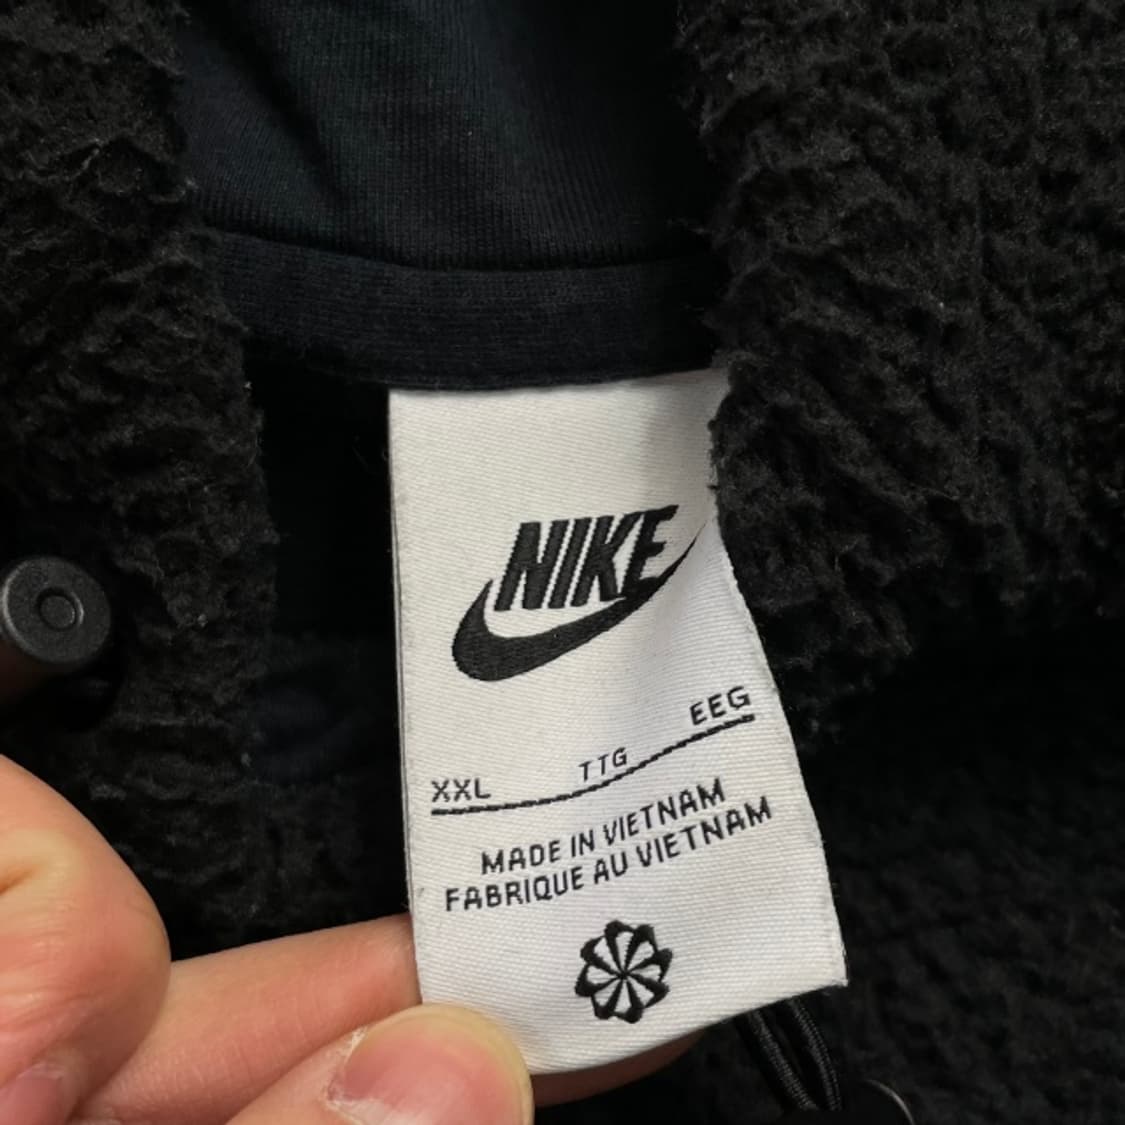 NIKE
XXL TTG EEG
MADE IN VIETNAM
FABRIQUE AU VIETNAM